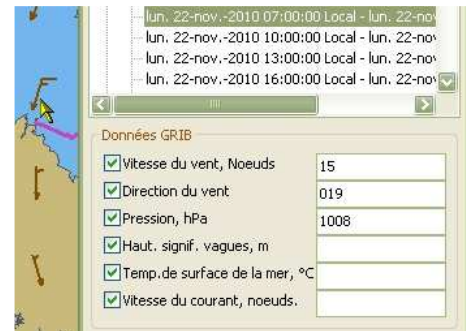 lun. 22-nov.-2010 07:00:00 Local - lun. 22-nov
lun. 22-nov.-2010 10:00:00 Local - lun. 22-nov
lun. 22-nov.-2010 13:00:00 Local - lun. 22-nov
lun. 22-nov.-2010 16:00:00 Local - lun. 22-nov
Données GRIB
Vitesse du vent, Noeuds 15
Direction du vent 019
Pression, hPa 1008
Haut. signif. vagues, m
Temp.de surface de la mer, °C
Vitesse du courant, noeuds.